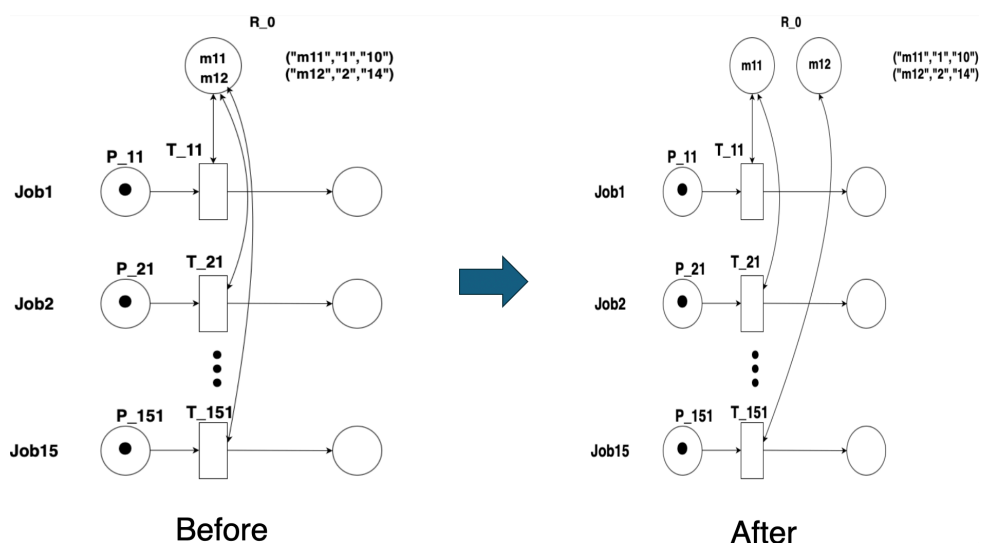 R_0
m11
m12
("m11","1","10")
("m12","2","14")
P_11
T_11
Job1
P_21
T_21
Job2
P_151
T_151
Job15
Before
R_0
m11
m12
("m11","1","10")
("m12","2","14")
P_11
T_11
Job1
P_21
T_21
Job2
P_151
T_151
Job15
After